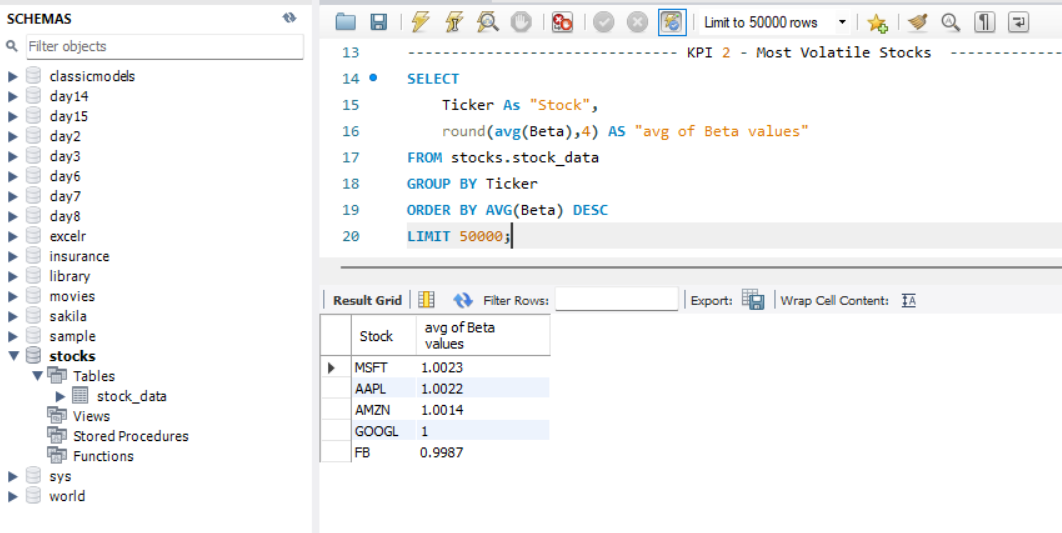 SCHEMAS
Filter objects
classicmodels
day14
day15
day2
day3
day6
day7
day8
excelr
insurance
library
movies
sakila
sample
stocks
Tables
stock_data
Views
Stored Procedures
Functions
sys
world
Limit to 50000 rows
13 ------------------------------ KPI 2 - Most Volatile Stocks -------------
14 SELECT
15 Ticker As "Stock",
16 round(avg(Beta),4) AS "avg of Beta values"
17 FROM stocks.stock_data
18 GROUP BY Ticker
19 ORDER BY AVG(Beta) DESC
20 LIMIT 50000;
Result Grid Filter Rows: Export: Wrap Cell Content: IA
Stock avg of Beta
values
MSFT 1.0023
AAPL 1.0022
AMZN 1.0014
GOOGL 1
FB 0.9987